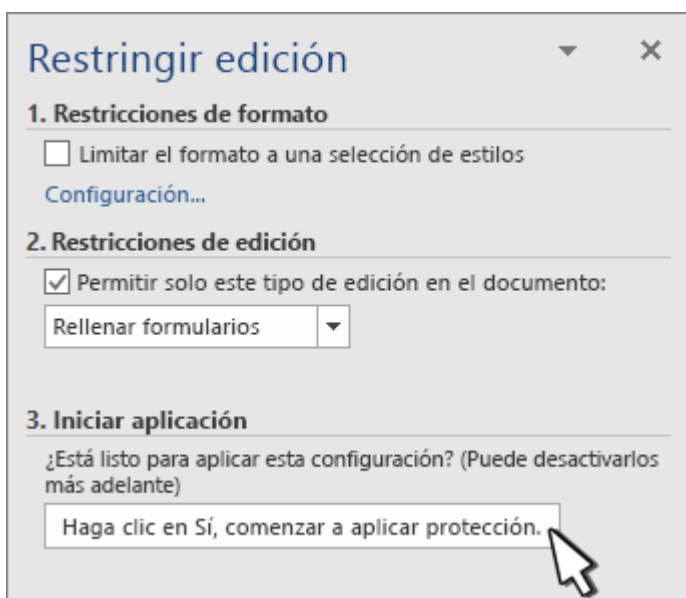 Restringir edición
1. Restricciones de formato
Limitar el formato a una selección de estilos
Configuración...
2. Restricciones de edición
Permitir solo este tipo de edición en el documento:
Rellenar formularios
3. Iniciar aplicación
¿Está listo para aplicar esta configuración? (Puede desactivarlos
más adelante)
Haga clic en Sí, comenzar a aplicar protección.